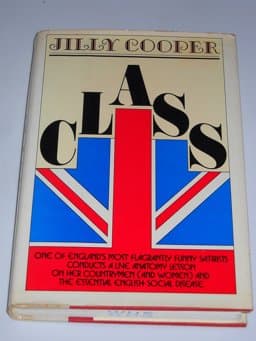 JILLY COOPER
CLASS
ONE OF ENGLAND'S MOST FLAGRANTLY FUNNY SATIRISTS
CONDUCTS A LIVE ANATOMY LESSON
ON HER COUNTRYMEN (AND WOMEN) AND
THE ESSENTIAL ENGLISH SOCIAL DISEASE